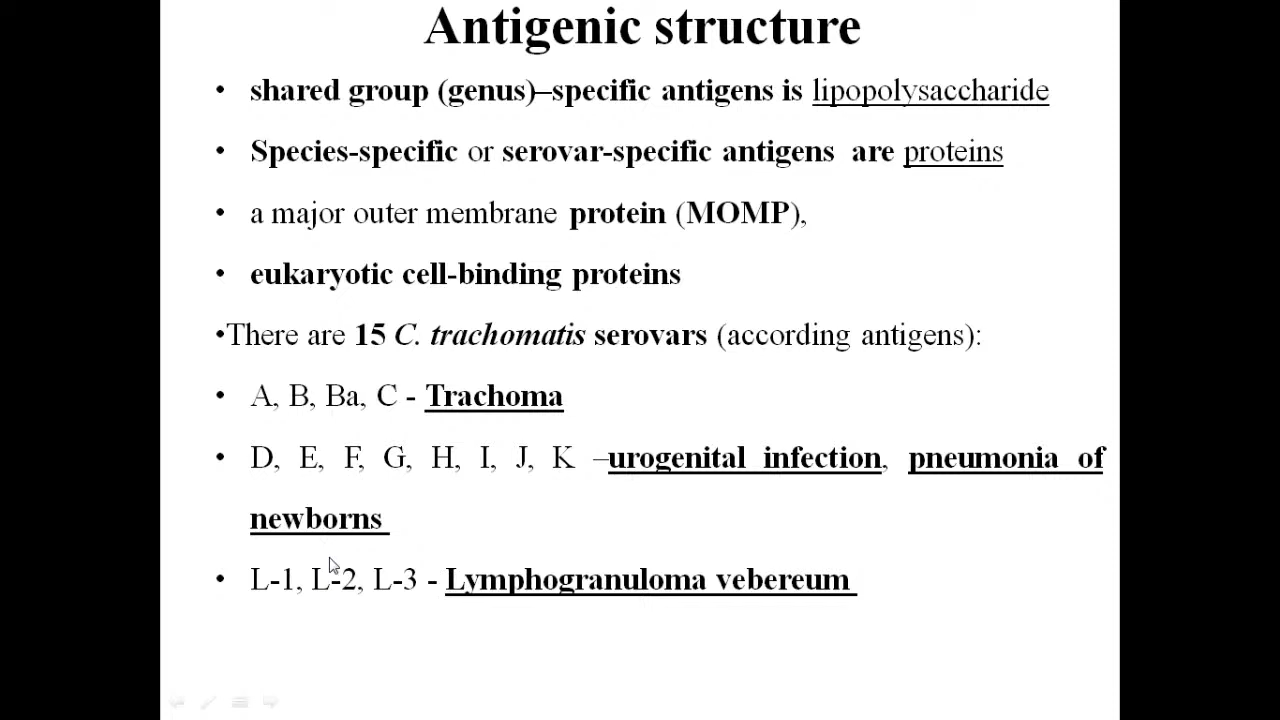 Antigenic structure
• shared group (genus)–specific antigens is lipopolysaccharide
• Species-specific or serovar-specific antigens are proteins
• a major outer membrane protein (MOMP),
• eukaryotic cell-binding proteins
•There are 15 C. trachomatis serovars (according antigens):
• A, B, Ba, C - Trachoma
• D, E, F, G, H, I, J, K –urogenital infection, pneumonia of
newborns
• L-1, L-2, L-3 - Lymphogranuloma vebereum